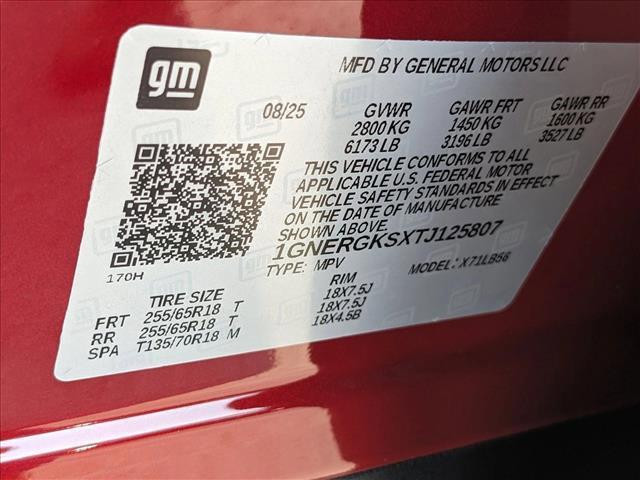 gm
MFD BY GENERAL MOTORS LLC
08/25 GVWR GAWR FRT GAWR RR
2800 KG 1450 KG 1600 KG
6173 LB 3196 LB 3527 LB
THIS VEHICLE CONFORMS TO ALL
APPLICABLE U.S. FEDERAL MOTOR
VEHICLE SAFETY STANDARDS IN EFFECT
ON THE DATE OF MANUFACTURE
SHOWN ABOVE.
1GNERGKSXTJ125807
TYPE: MPV MODEL: X71LB56
170H
TIRE SIZE RIM
FRT 255/65R18 T 18X7.5J
RR 255/65R18 T 18X7.5J
SPA T135/70R18 M 18X4.5B